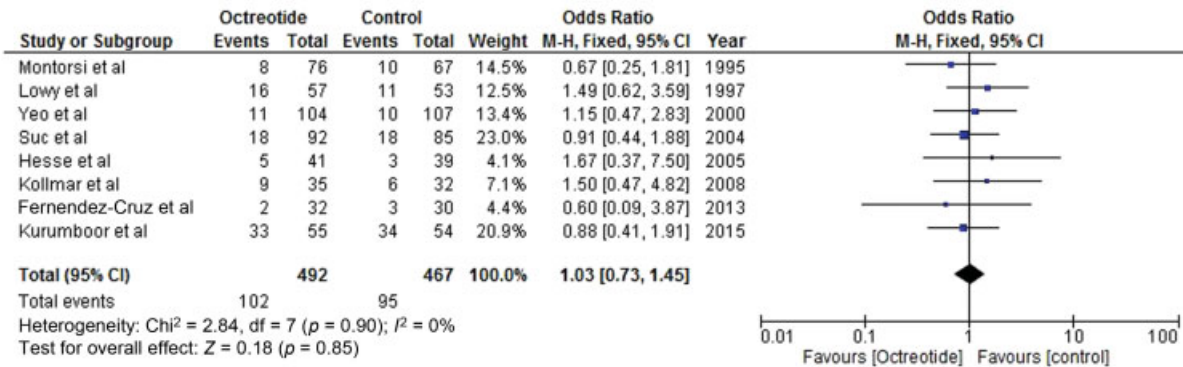 Octreotide Control Odds Ratio Odds Ratio
Study or Subgroup Events Total Events Total Weight M-H, Fixed, 95% CI Year M-H, Fixed, 95% CI
Montorsi et al 8 76 10 67 14.5% 0.67 [0.25, 1.81] 1995
Lowy et al 16 57 11 53 12.5% 1.49 [0.62, 3.59] 1997
Yeo et al 11 104 10 107 13.4% 1.15 [0.47, 2.83] 2000
Suc et al 18 92 18 85 23.0% 0.91 [0.44, 1.88] 2004
Hesse et al 5 41 3 39 4.1% 1.67 [0.37, 7.50] 2005
Kollmar et al 9 35 6 32 7.1% 1.50 [0.47, 4.82] 2008
Fernendez-Cruz et al 2 32 3 30 4.4% 0.60 [0.09, 3.87] 2013
Kurumboor et al 33 55 34 54 20.9% 0.88 [0.41, 1.91] 2015
Total (95% CI) 492 467 100.0% 1.03 [0.73, 1.45]
Total events 102 95
Heterogeneity: Chi² = 2.84, df = 7 (p = 0.90); I² = 0%
Test for overall effect: Z = 0.18 (p = 0.85)
0.01 0.1 1 10 100
Favours [Octreotide] Favours [control]